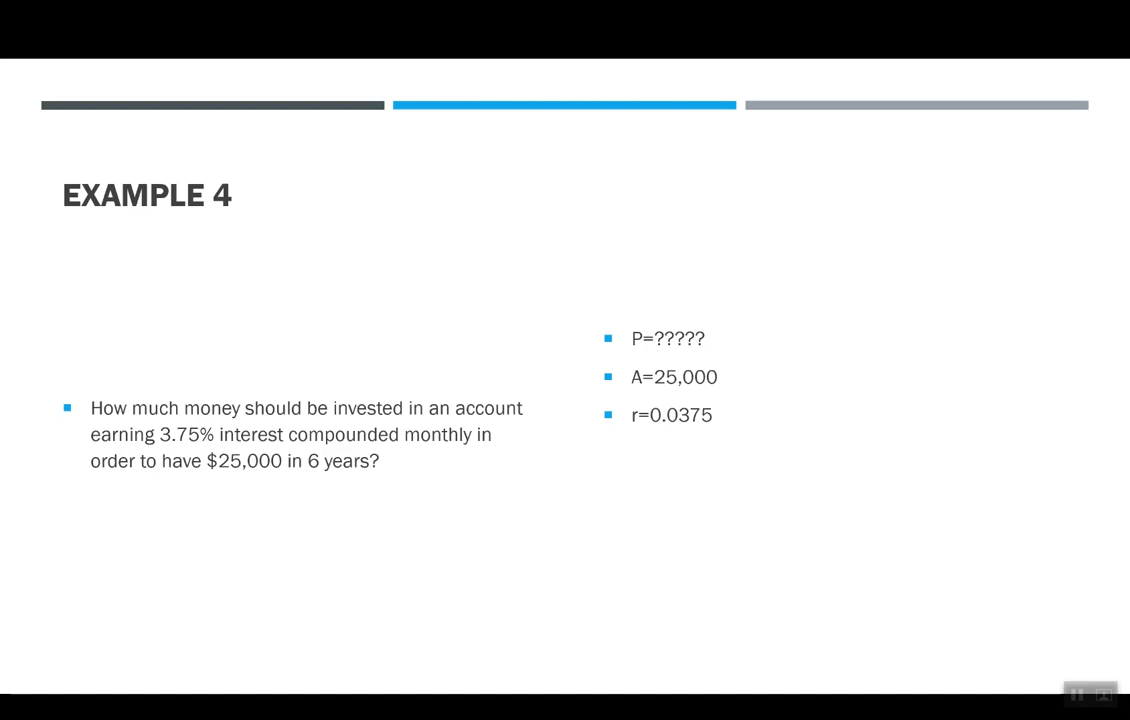 EXAMPLE 4
How much money should be invested in an account
earning 3.75% interest compounded monthly in
order to have $25,000 in 6 years?
P=?????
A=25,000
r=0.0375